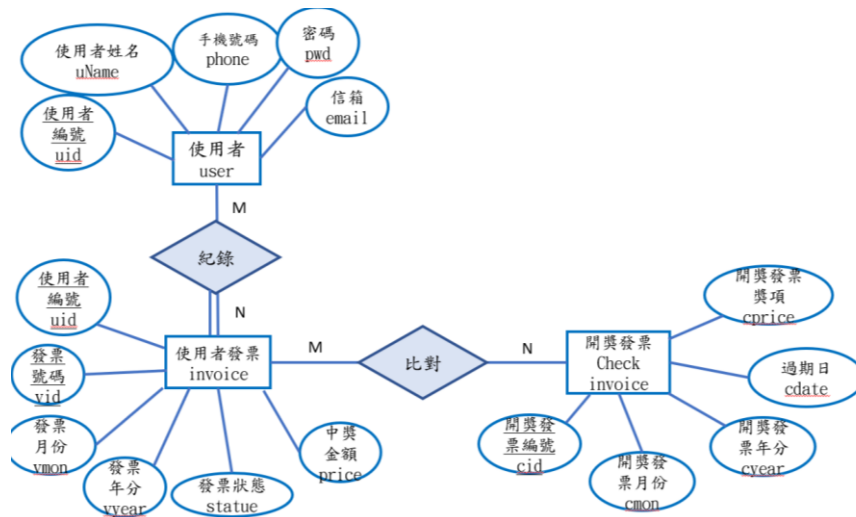 使用者姓名
uName
手機號碼
phone
密碼
pwd
信箱
email
使用者
編號
uid
使用者
user
M
紀錄
N
使用者
編號
uid
發票
號碼
vid
發票
月份
vmon
發票
年分
vyear
發票狀態
statue
中獎
金額
price
使用者發票
invoice
M
比對
N
開獎發票
Check
invoice
開獎發票
獎項
cprice
過期日
cdate
開獎發
票年分
cyear
開獎發
票月份
cmon
開獎發
票編號
cid